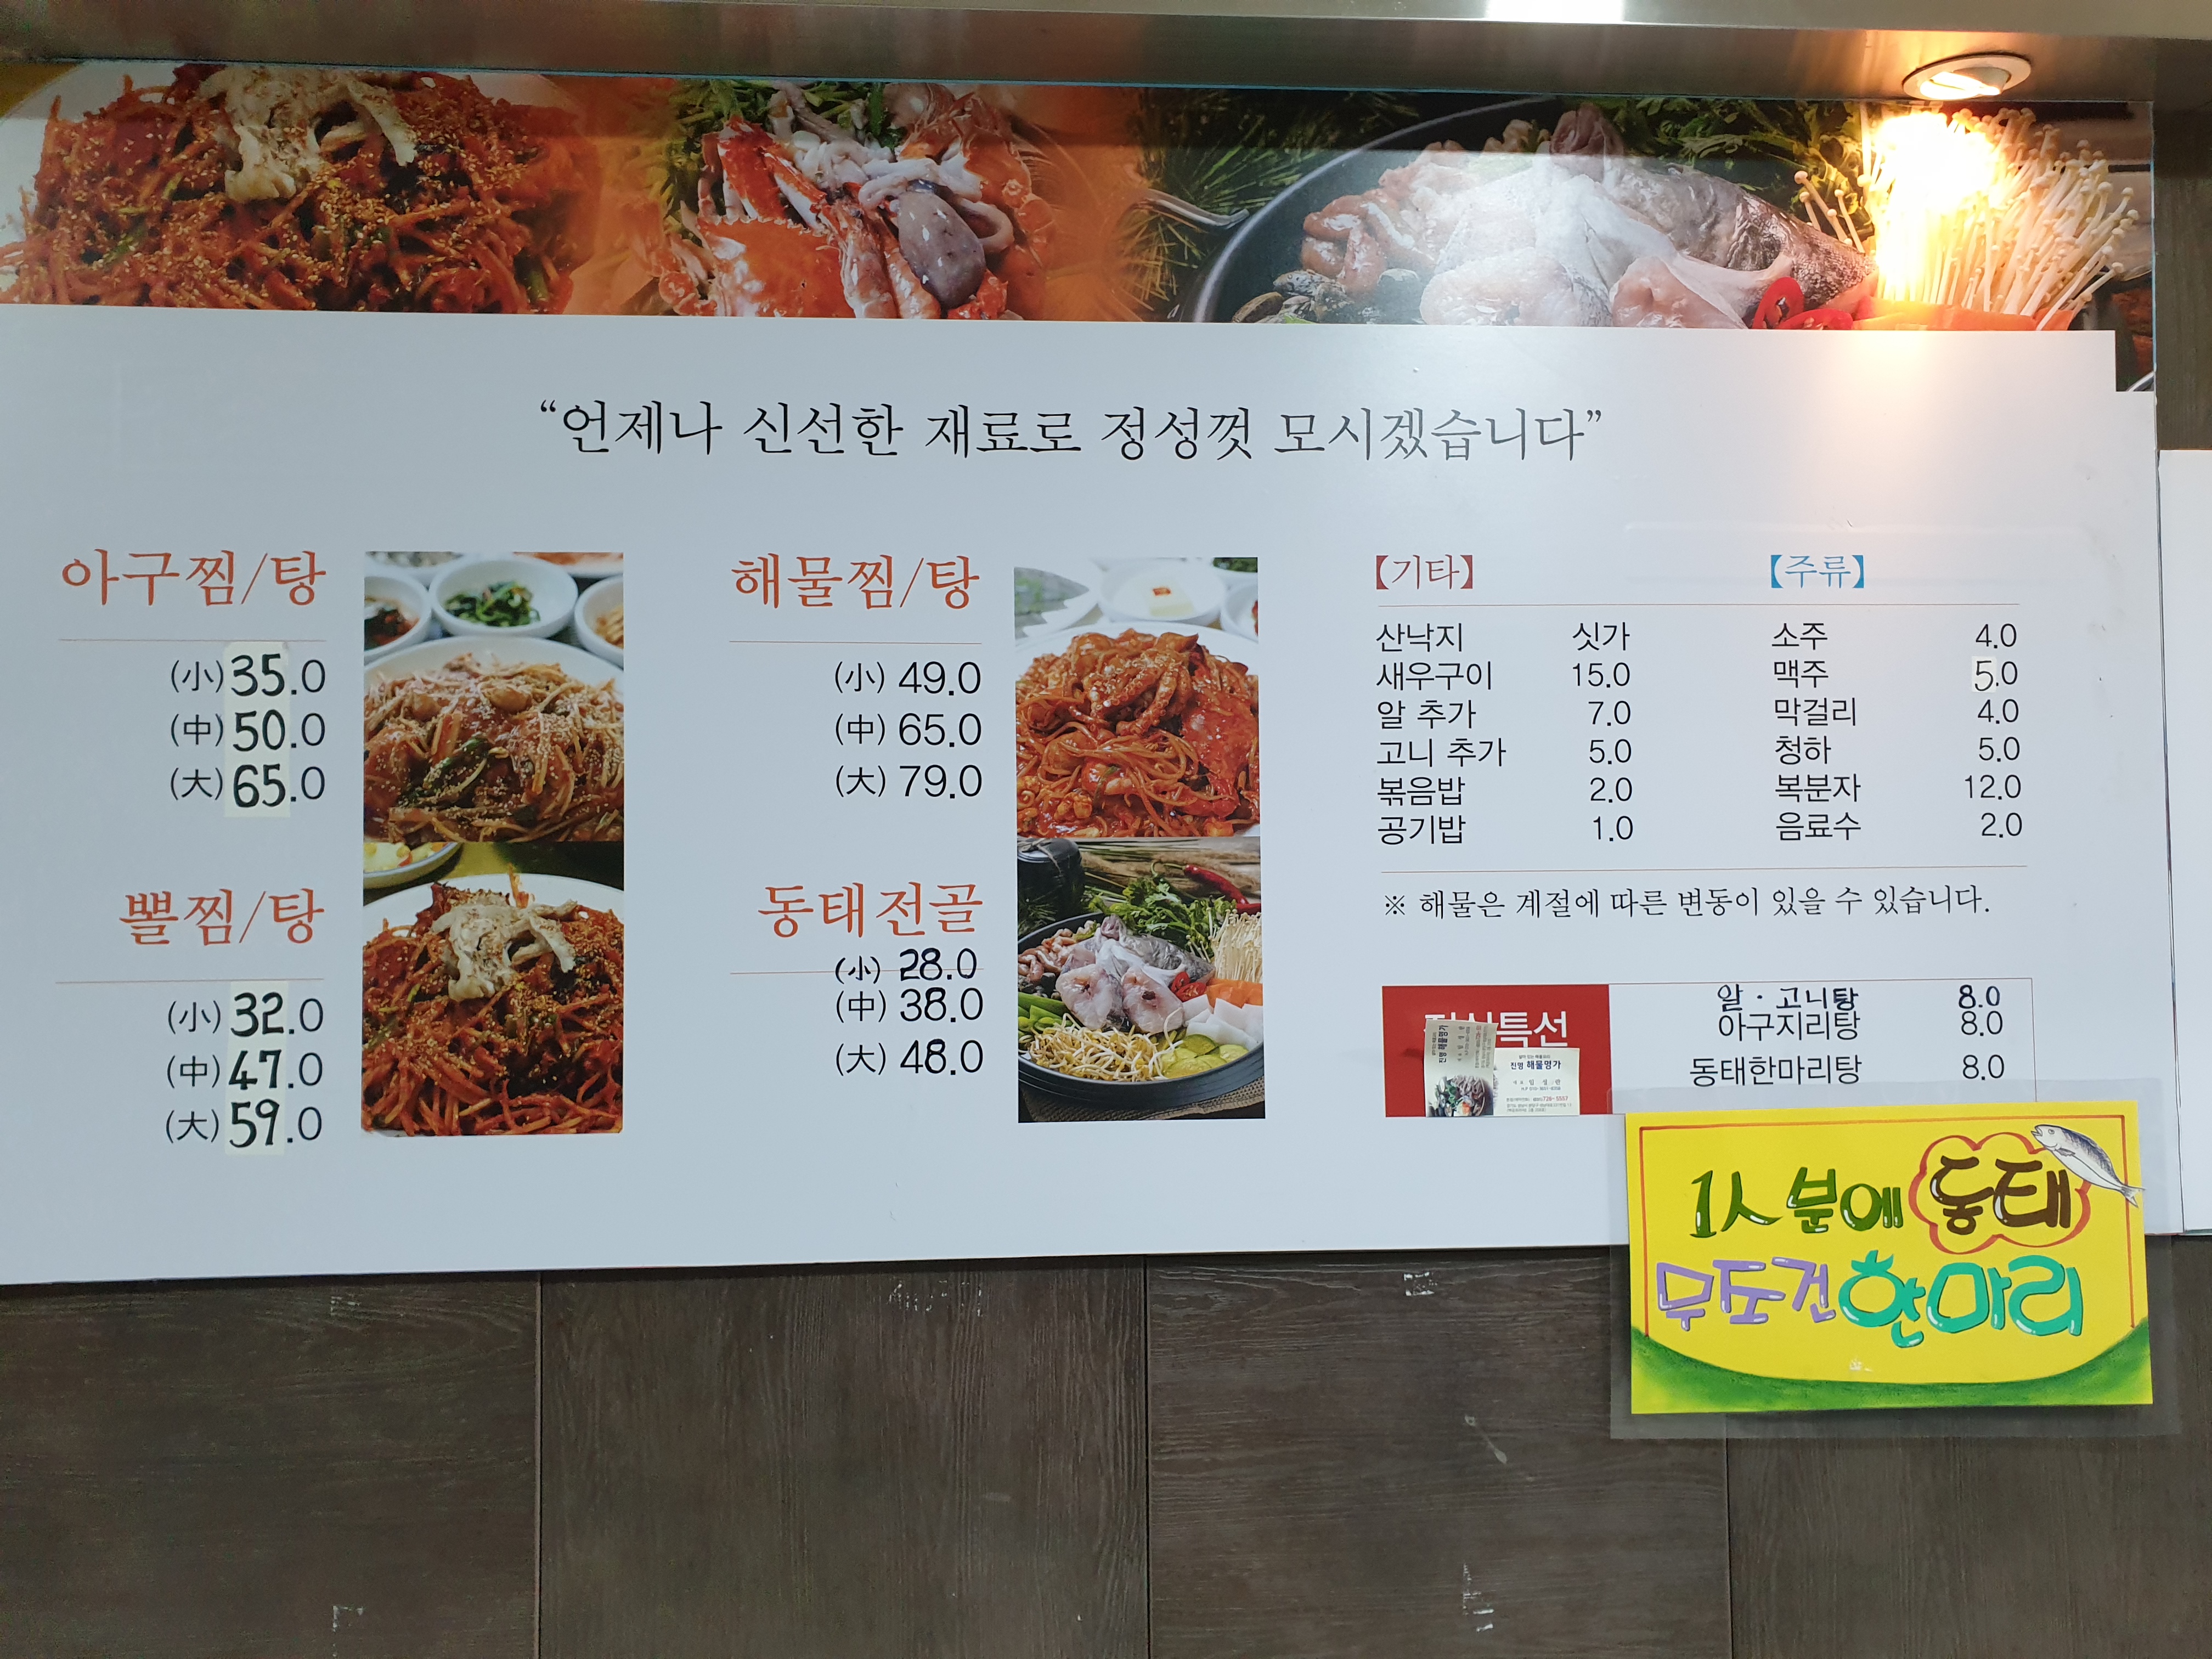 “언제나 신선한 재료로 정성껏 모시겠습니다”
아구찜/탕
(小) 35.0
(中) 50.0
(大) 65.0
뽈찜/탕
(小) 32.0
(中) 47.0
(大) 59.0
해물찜/탕
(小) 49.0
(中) 65.0
(大) 79.0
동태전골
(小) 28.0
(中) 38.0
(大) 48.0
【기타】
산낙지 싯가
새우구이 15.0
알 추가 7.0
고니 추가 5.0
볶음밥 2.0
공기밥 1.0
【주류】
소주 4.0
맥주 5.0
막걸리 4.0
청하 5.0
복분자 12.0
음료수 2.0
※ 해물은 계절에 따른 변동이 있을 수 있습니다.
특선
해물명가
알 · 고니탕 8.0
아구지리탕 8.0
동태한마리탕 8.0
1人분에 동태
무조건 한마리